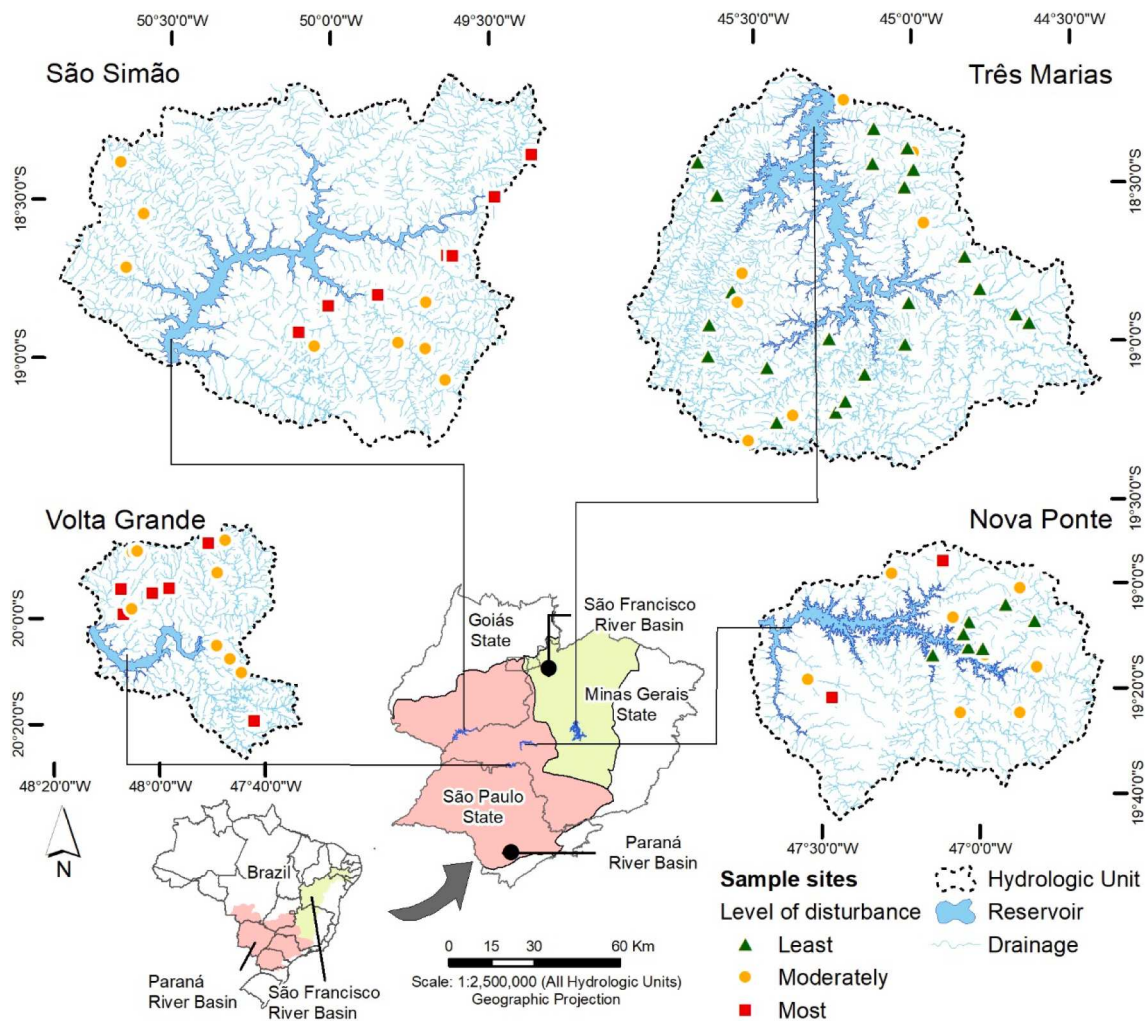 50°30'0"W
50°00'0"W
49°30'0"W
45°30'0"W
45°00'0"W
44°30'0"W
São Simão
Três Marias
18°30'0"S
19°00'0"S
18°30'0"S
19°00'0"S
19°30'0"S
Volta Grande
Nova Ponte
20°0'0"S
20°20'0"S
48°20'0"W
48°00'0"W
47°40'0"W
19°0'0"S
19°20'0"S
19°40'0"S
47°30'0"W
47°00'0"W
Goiás
State
São Francisco
River Basin
Minas Gerais
State
São Paulo
State
Paraná
River Basin
N
Brazil
Paraná
River Basin
São Francisco
River Basin
0 15 30 60 Km
Scale: 1:2,500,000 (All Hydrologic Units)
Geographic Projection
Sample sites
Level of disturbance
Least
Moderately
Most
Hydrologic Unit
Reservoir
Drainage